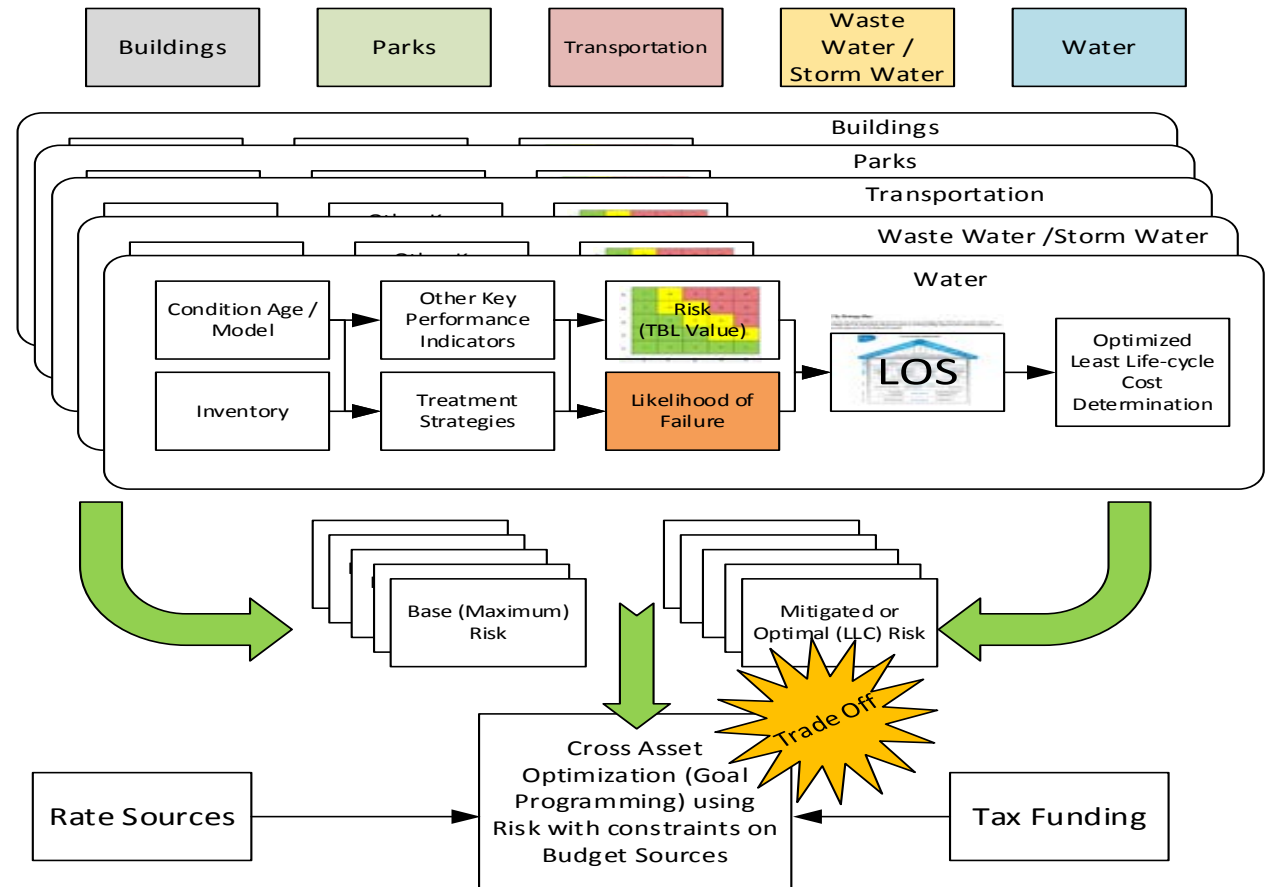 Buildings
Parks
Transportation
Waste
Water /
Storm Water
Water
Buildings
Parks
Transportation
Waste Water /Storm Water
Water
Condition Age /
Model
Other Key
Performance
Indicators
Risk
(TBL Value)
LOS
Optimized
Least Life-cycle
Cost
Determination
Inventory
Treatment
Strategies
Likelihood of
Failure
Base (Maximum)
Risk
Mitigated or
Optimal (LLC) Risk
Trade Off
Cross Asset
Optimization (Goal
Programming) using
Risk with constraints on
Budget Sources
Rate Sources
Tax Funding